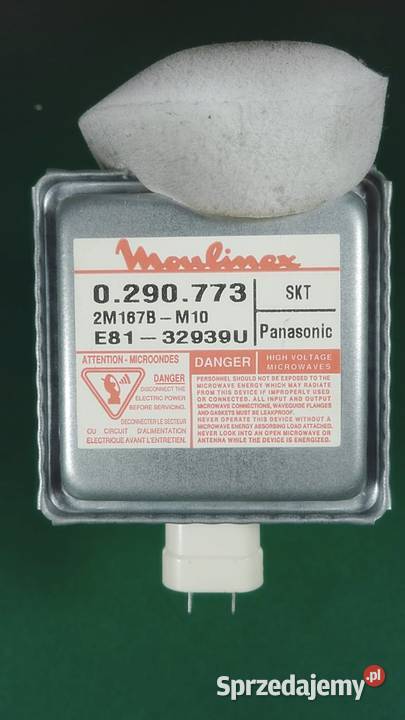 Moulinex
0.290.773
SKT
2M167B-M10
E81-32939U
Panasonic
ATTENTION - MICROONDES
DANGER
DISCONNECT THE
ELECTRIC POWER
BEFORE SERVICING.
DECONNECTER LE SECTEUR
OU CIRCUIT D'ALIMENTATION
ELECTRIQUE AVANT L'ENTRETIEN.
DANGER
HIGH VOLTAGE
MICROWAVES
PERSONNEL SHOULD NOT BE EXPOSED TO THE
MICROWAVE ENERGY WHICH MAY RADIATE
FROM THIS DEVICE IF IMPROPERLY USED
OR CONNECTED. ALL INPUT AND OUTPUT
MICROWAVE CONNECTIONS, WAVEGUIDE FLANGES
AND GASKETS MUST BE LEAKPROOF.
NEVER OPERATE THIS DEVICE WITHOUT A
MICROWAVE ENERGY ABSORBING LOAD ATTACHED.
NEVER LOOK INTO AN OPEN MICROWAVE OR
ANTENNA WHILE THE DEVICE IS ENERGIZED.
Sprzedajemy.pl